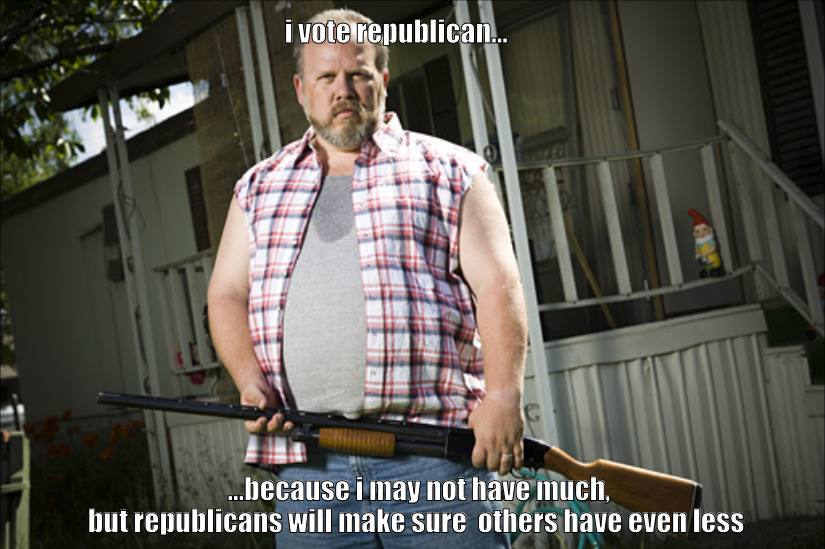 i vote republican...
...because i may not have much,
but republicans will make sure  others have even less